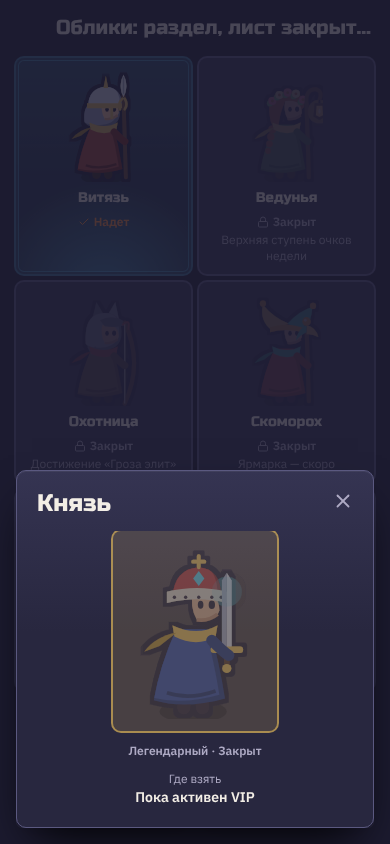 Облики: раздел, лист закрыт…
Витязь
Надет
Ведунья
Закрыт
Верхняя ступень очков
недели
Охотница
Закрыт
Достижение «Гроза элит»
Скоморох
Закрыт
Ярмарка — скоро
Князь
Легендарный · Закрыт
Где взять
Пока активен VIP